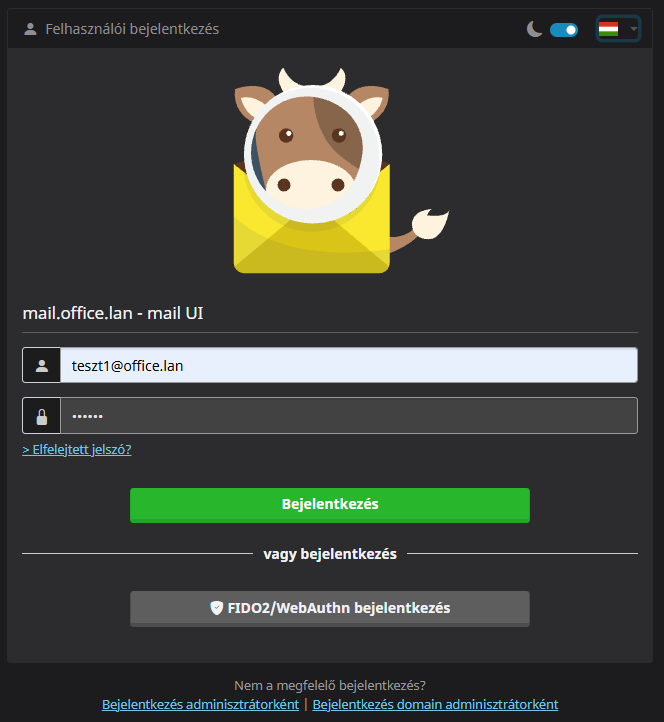 Felhasználói bejelentkezés
mail.office.lan - mail UI
teszt1@office.lan
••••••
> Elfelejtett jelszó?
Bejelentkezés
vagy bejelentkezés
FIDO2/WebAuthn bejelentkezés
Nem a megfelelő bejelentkezés?
Bejelentkezés adminisztrátorként | Bejelentkezés domain adminisztrátorként